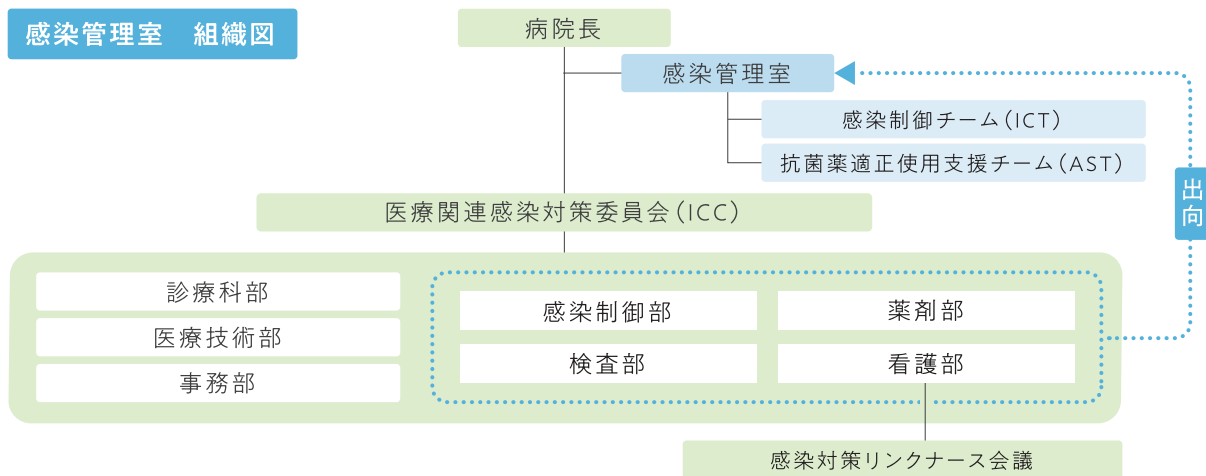 感染管理室　組織図
病院長
感染管理室
感染制御チーム（ICT）
抗菌薬適正使用支援チーム（AST）
出向
医療関連感染対策委員会（ICC）
診療科部
医療技術部
事務部
感染制御部
薬剤部
検査部
看護部
感染対策リンクナース会議